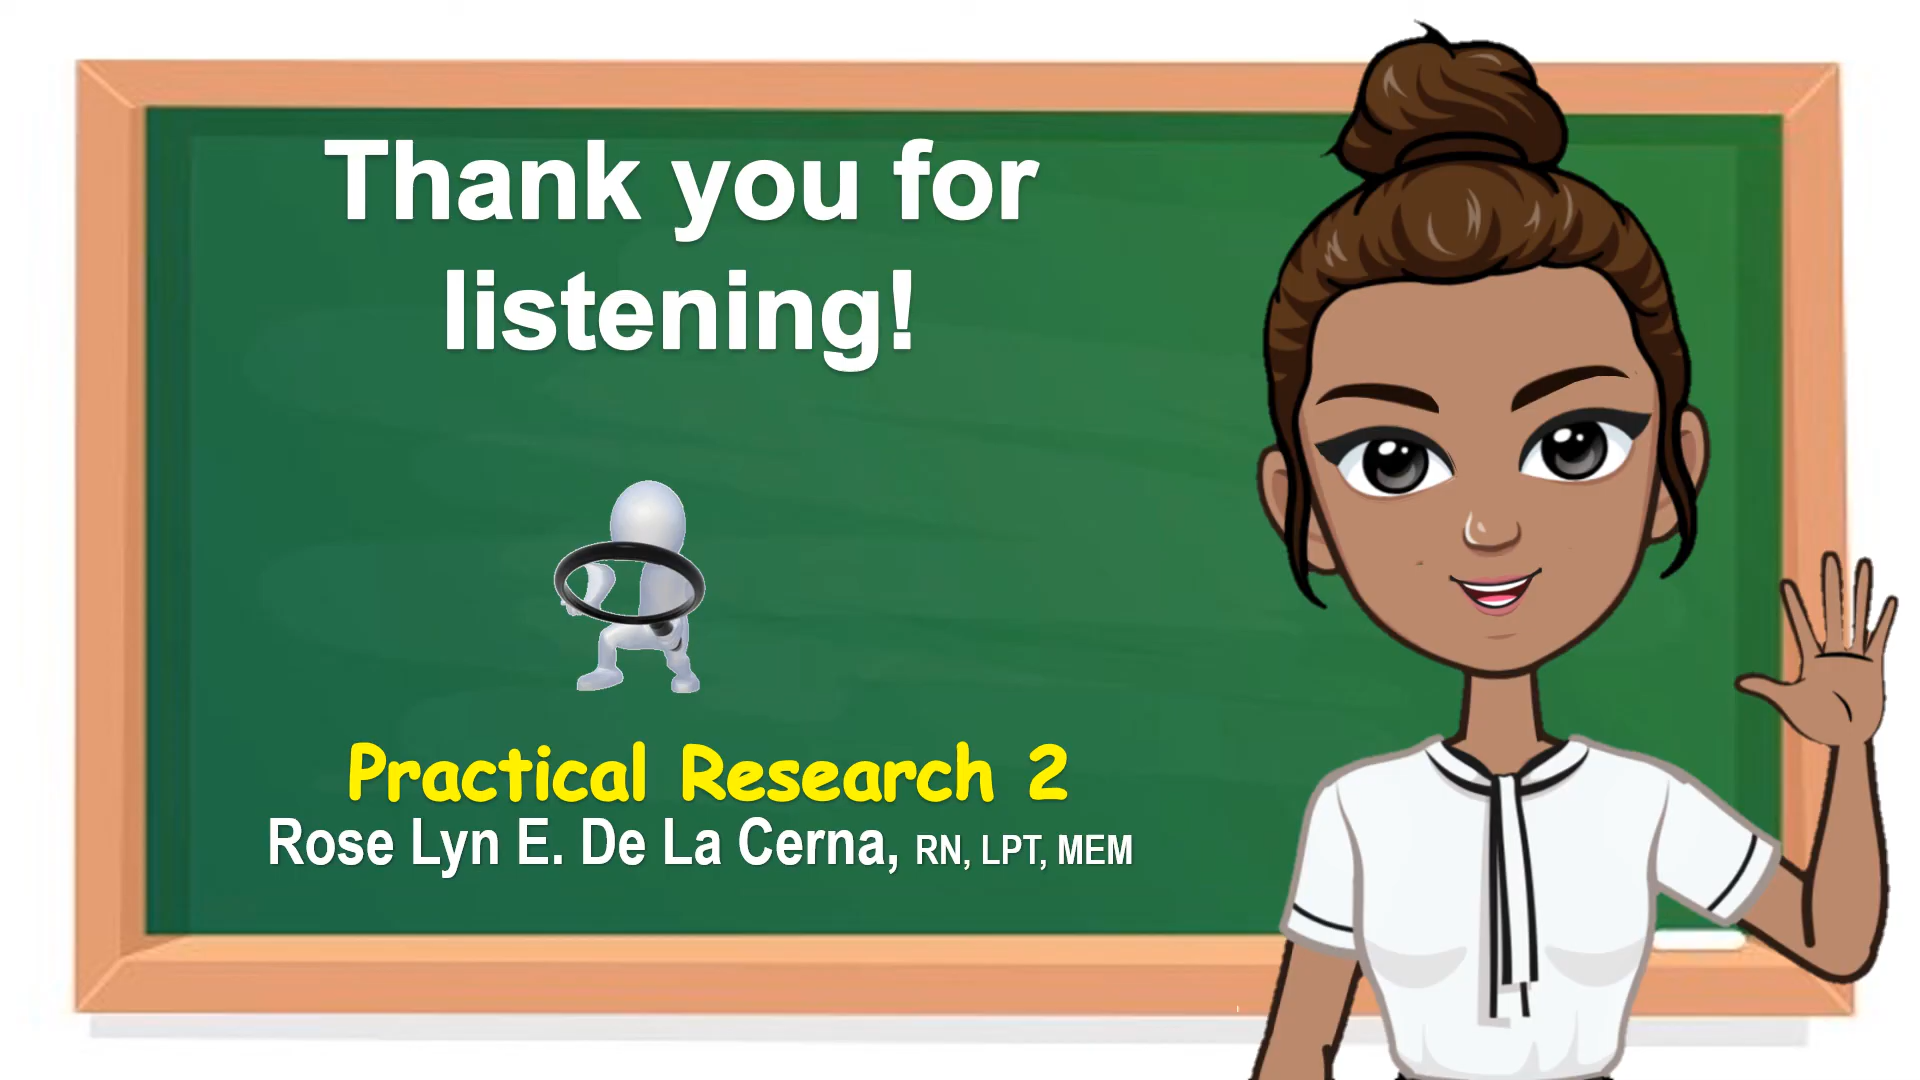 Thank you for
listening!
Practical Research 2
Rose Lyn E. De La Cerna, RN, LPT, MEM